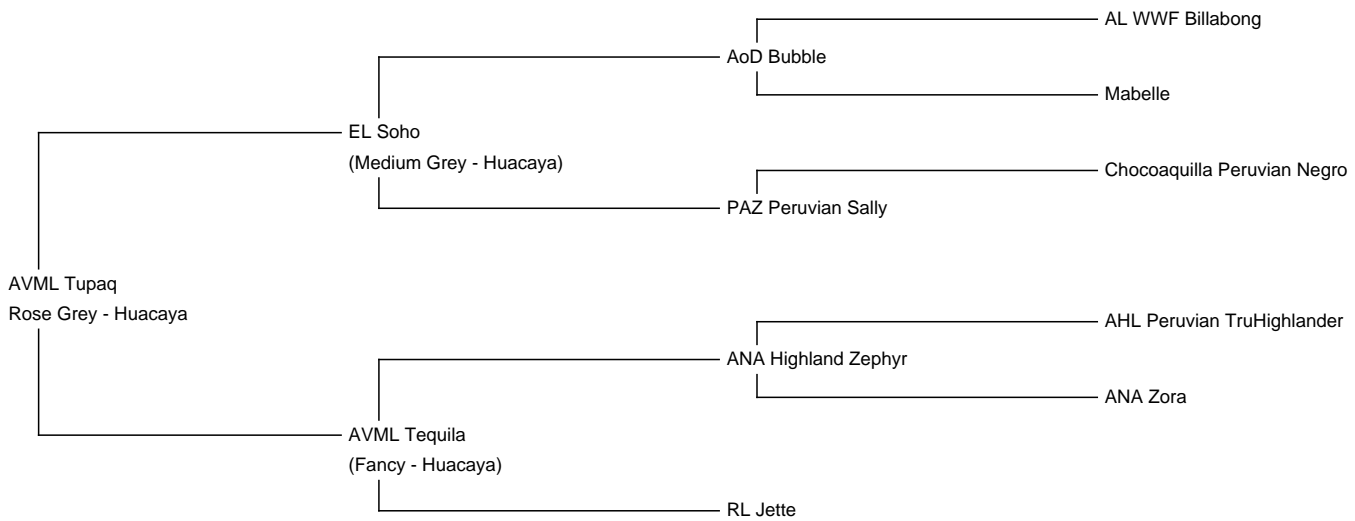 AL WWF Billabong
AoD Bubble
Mabelle
EL Soho
(Medium Grey - Huacaya)
Chocoaquilla Peruvian Negro
PAZ Peruvian Sally
AVML Tupaq
Rose Grey - Huacaya
AHL Peruvian TruHighlander
ANA Highland Zephyr
ANA Zora
AVML Tequila
(Fancy - Huacaya)
RL Jette